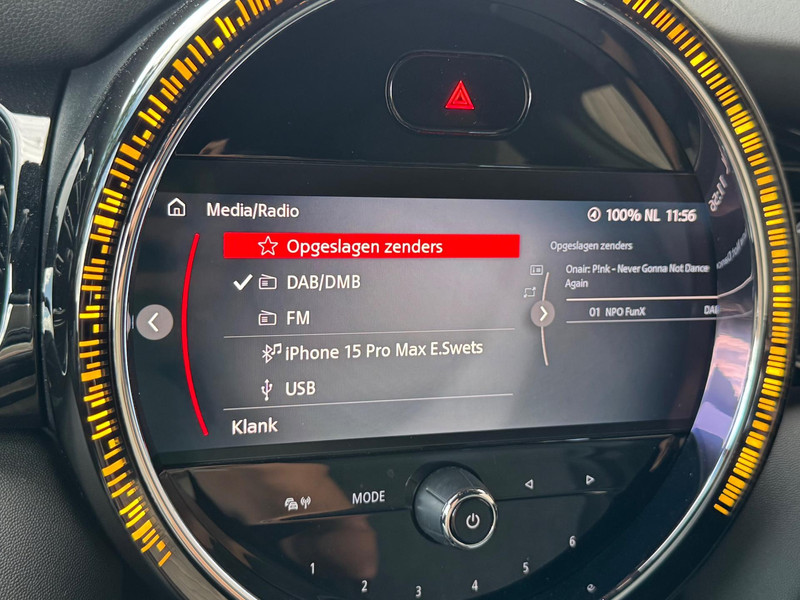 Media/Radio
100% NL 11:56
Opgeslagen zenders
DAB/DMB
FM
iPhone 15 Pro Max E.Swets
USB
Klank
Opgeslagen zenders
Onair: P!nk - Never Gonna Not Dance
Again
01 NPO FunX DAB
MODE
1 2 3 4 5 6